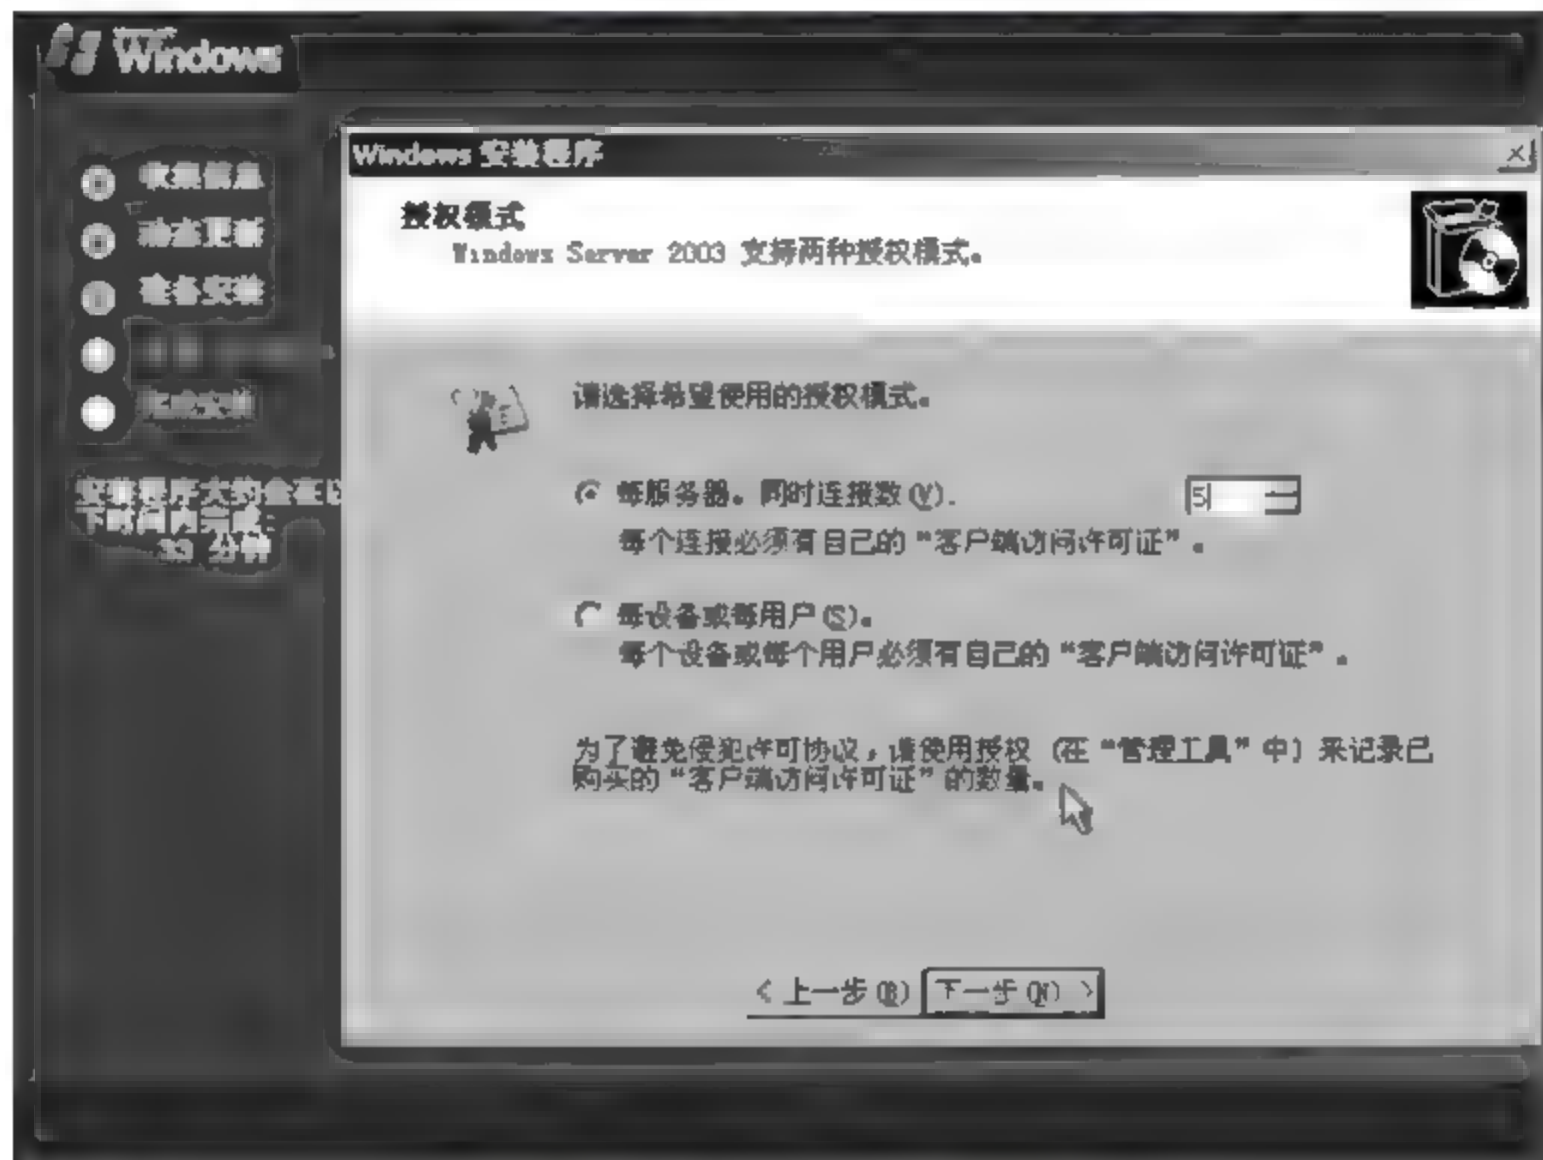 Windows
收集信息
动态更新
准备安装
安装程序大约会在以
下时间内完成:
33 分钟
Windows 安装程序
授权模式
Windows Server 2003 支持两种授权模式。
请选择希望使用的授权模式。
每服务器。同时连接数(V).
5
每个连接必须有自己的“客户端访问许可证”。
每设备或每用户(S)。
每个设备或每个用户必须有自己的“客户端访问许可证”。
为了避免侵犯许可协议，请使用授权（在“管理工具”中）来记录已
购买的“客户端访问许可证”的数量。
< 上一步(B)
下一步(N) >